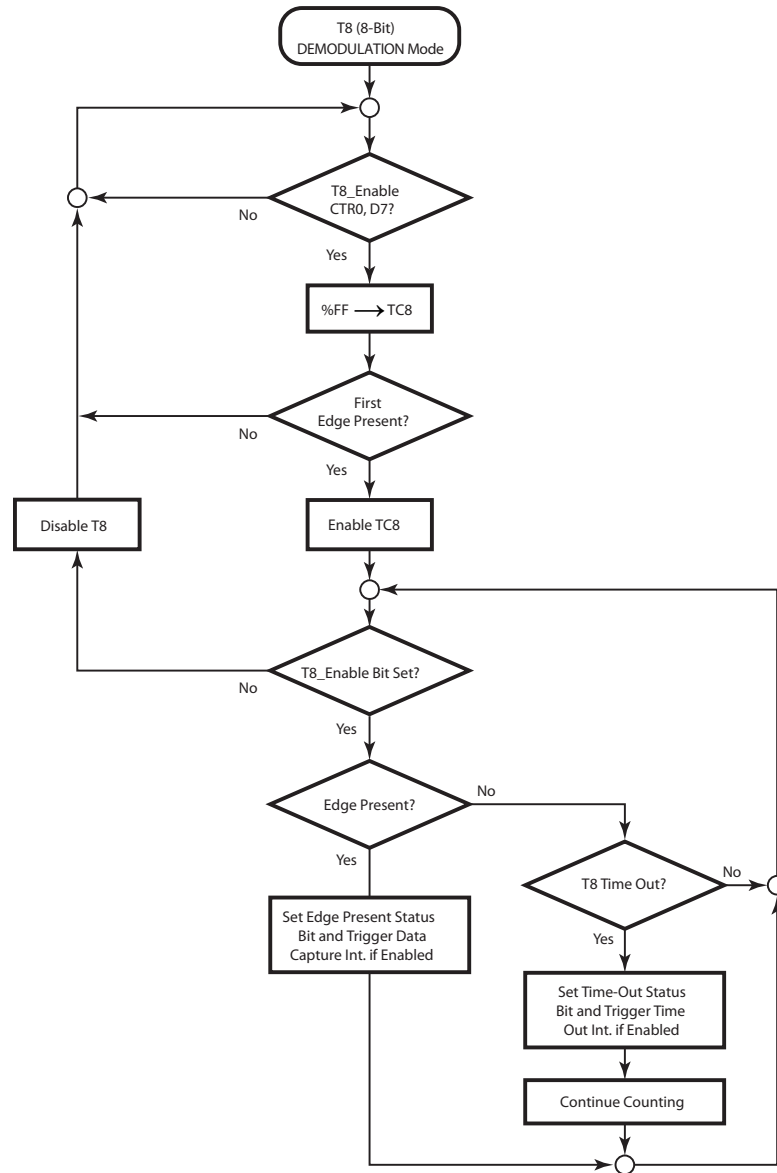 T8 (8-Bit)
DEMODULATION Mode
T8_Enable
CTR0, D7?
No
Yes
%FF → TC8
First
Edge Present?
No
Yes
Disable T8
Enable TC8
T8_Enable Bit Set?
No
Yes
Edge Present?
No
Yes
T8 Time Out?
No
Yes
Set Edge Present Status
Bit and Trigger Data
Capture Int. if Enabled
Set Time-Out Status
Bit and Trigger Time
Out Int. if Enabled
Continue Counting